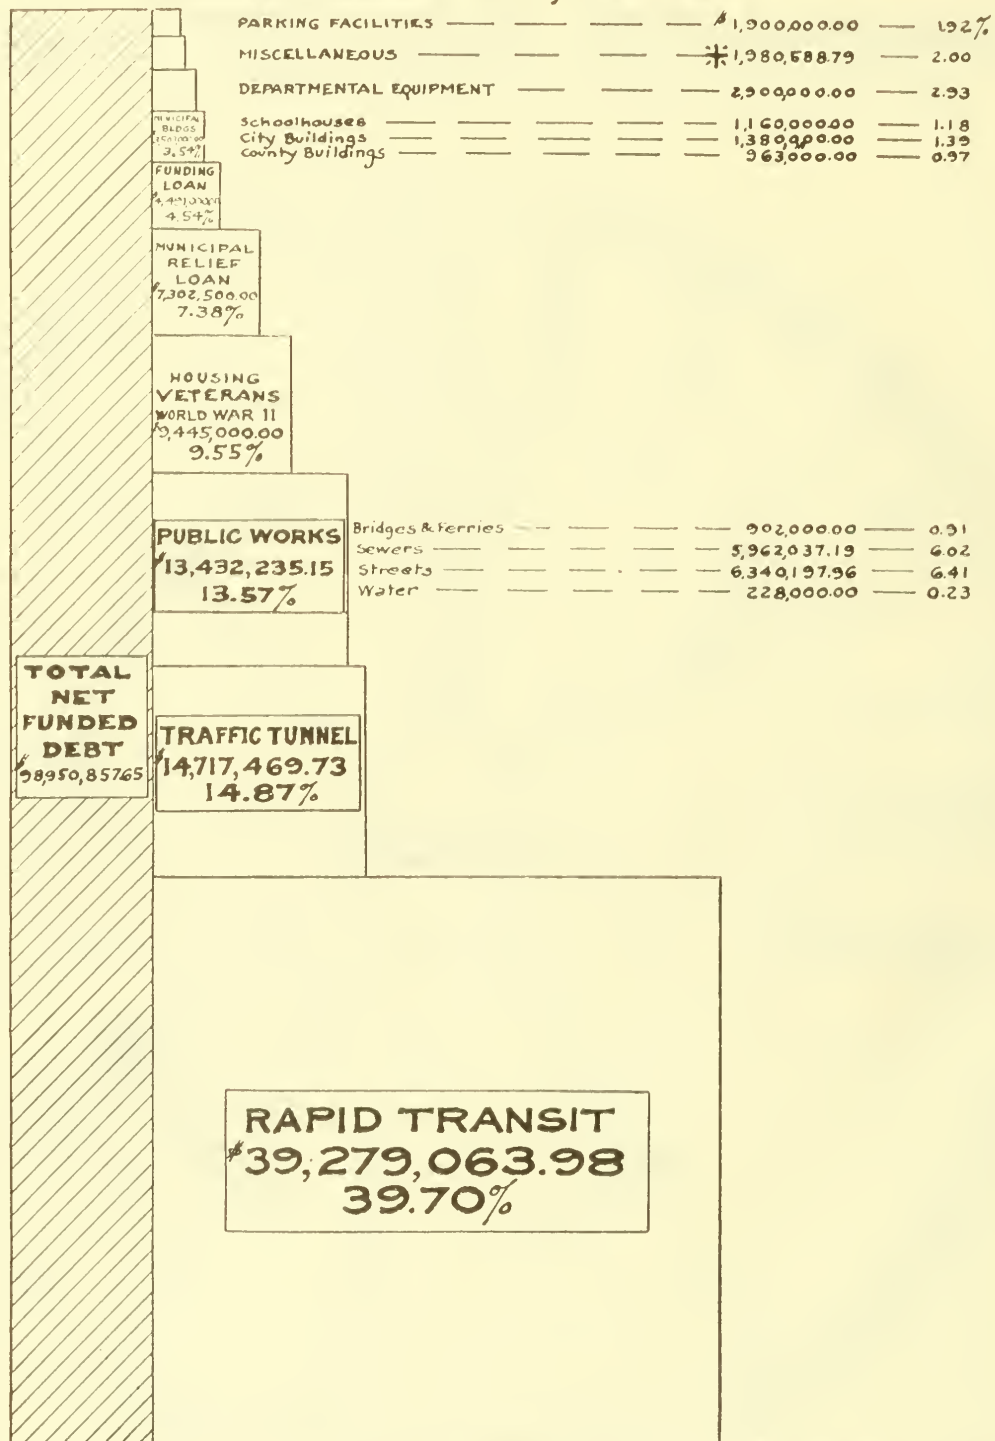 PARKING FACILITIES — — — — $1,900,000.00 — 1.92%
MISCELLANEOUS — — — — ⁜1,980,588.79 — 2.00
DEPARTMENTAL EQUIPMENT — — — 2,900,000.00 — 2.93
MUNICIPAL
BLDGS
3.54%
Schoolhouses — — — — — 1,160,000.00 — 1.18
City Buildings — — — — — 1,380,000.00 — 1.39
County Buildings — — — — — 963,000.00 — 0.97
FUNDING
LOAN
4.54%
MUNICIPAL
RELIEF
LOAN
$7,302,500.00
7.38%
HOUSING
VETERANS
WORLD WAR II
$9,445,000.00
9.55%
PUBLIC WORKS
$13,432,235.15
13.57%
Bridges & Ferries — — — — — 902,000.00 — 0.91
Sewers — — — — — 5,962,037.19 — 6.02
Streets — — — — — 6,340,197.96 — 6.41
Water — — — — — 228,000.00 — 0.23
TOTAL
NET
FUNDED
DEBT
$98,950,857.65
TRAFFIC TUNNEL
$14,717,469.73
14.87%
RAPID TRANSIT
$39,279,063.98
39.70%